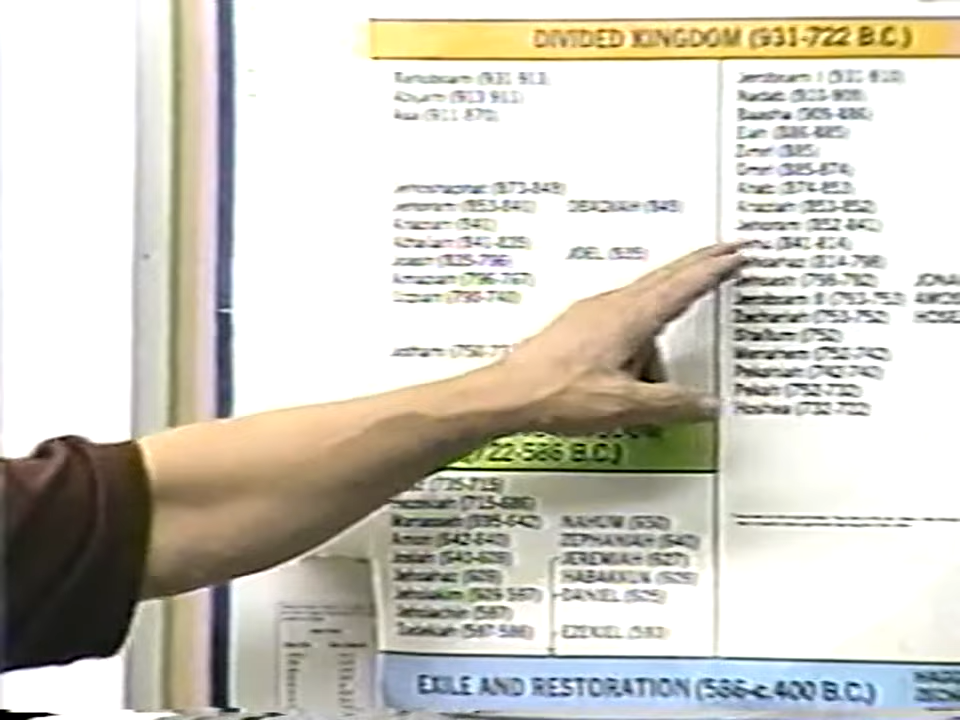 DIVIDED KINGDOM (931-722 B.C.)
Rehoboam (931-913)
Abijam (913-911)
Asa (911-870)
Jehoshaphat (873-848)
Jehoram (853-841) OBADIAH (845)
Ahaziah (841)
Athaliah (841-835) JOEL (835)
Joash (835-796)
Amaziah (796-767)
Uzziah (790-740)
Jotham (750-
Jeroboam I (931-910)
Nadab (910-909)
Baasha (909-886)
Elah (886-885)
Zimri (885)
Omri (885-874)
Ahab (874-853)
Ahaziah (853-852)
Jehoram (852-841)
Jehu (841-814)
Jehoahaz (814-798)
Jehoash (798-782) JONA
Jeroboam II (793-753) AMOS
Zachariah (753-752) HOSE
Shallum (752)
Menahem (752-742)
Pekahiah (742-740)
Pekah (752-732)
Hoshea (732-722)
(722-586 B.C.)
(735-715)
Hezekiah (715-686)
Manasseh (695-642) NAHUM (650)
Amon (642-640) ZEPHANIAH (640)
Josiah (640-609) JEREMIAH (627)
Jehoahaz (609) HABAKKUK (609)
Jehoiakim (609-597) DANIEL (605)
Jehoiachin (597)
Zedekiah (597-586) EZEKIEL (593)
EXILE AND RESTORATION (586-c.400 B.C.)